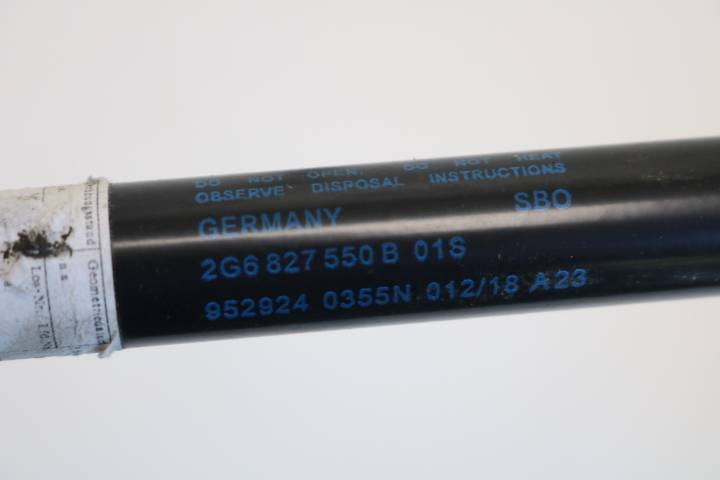 DO NOT OPEN. DO NOT HEAT
OBSERVE DISPOSAL INSTRUCTIONS
GERMANY SBO
2G6 827 550 B 01S
952924 0355N 012/18 A23